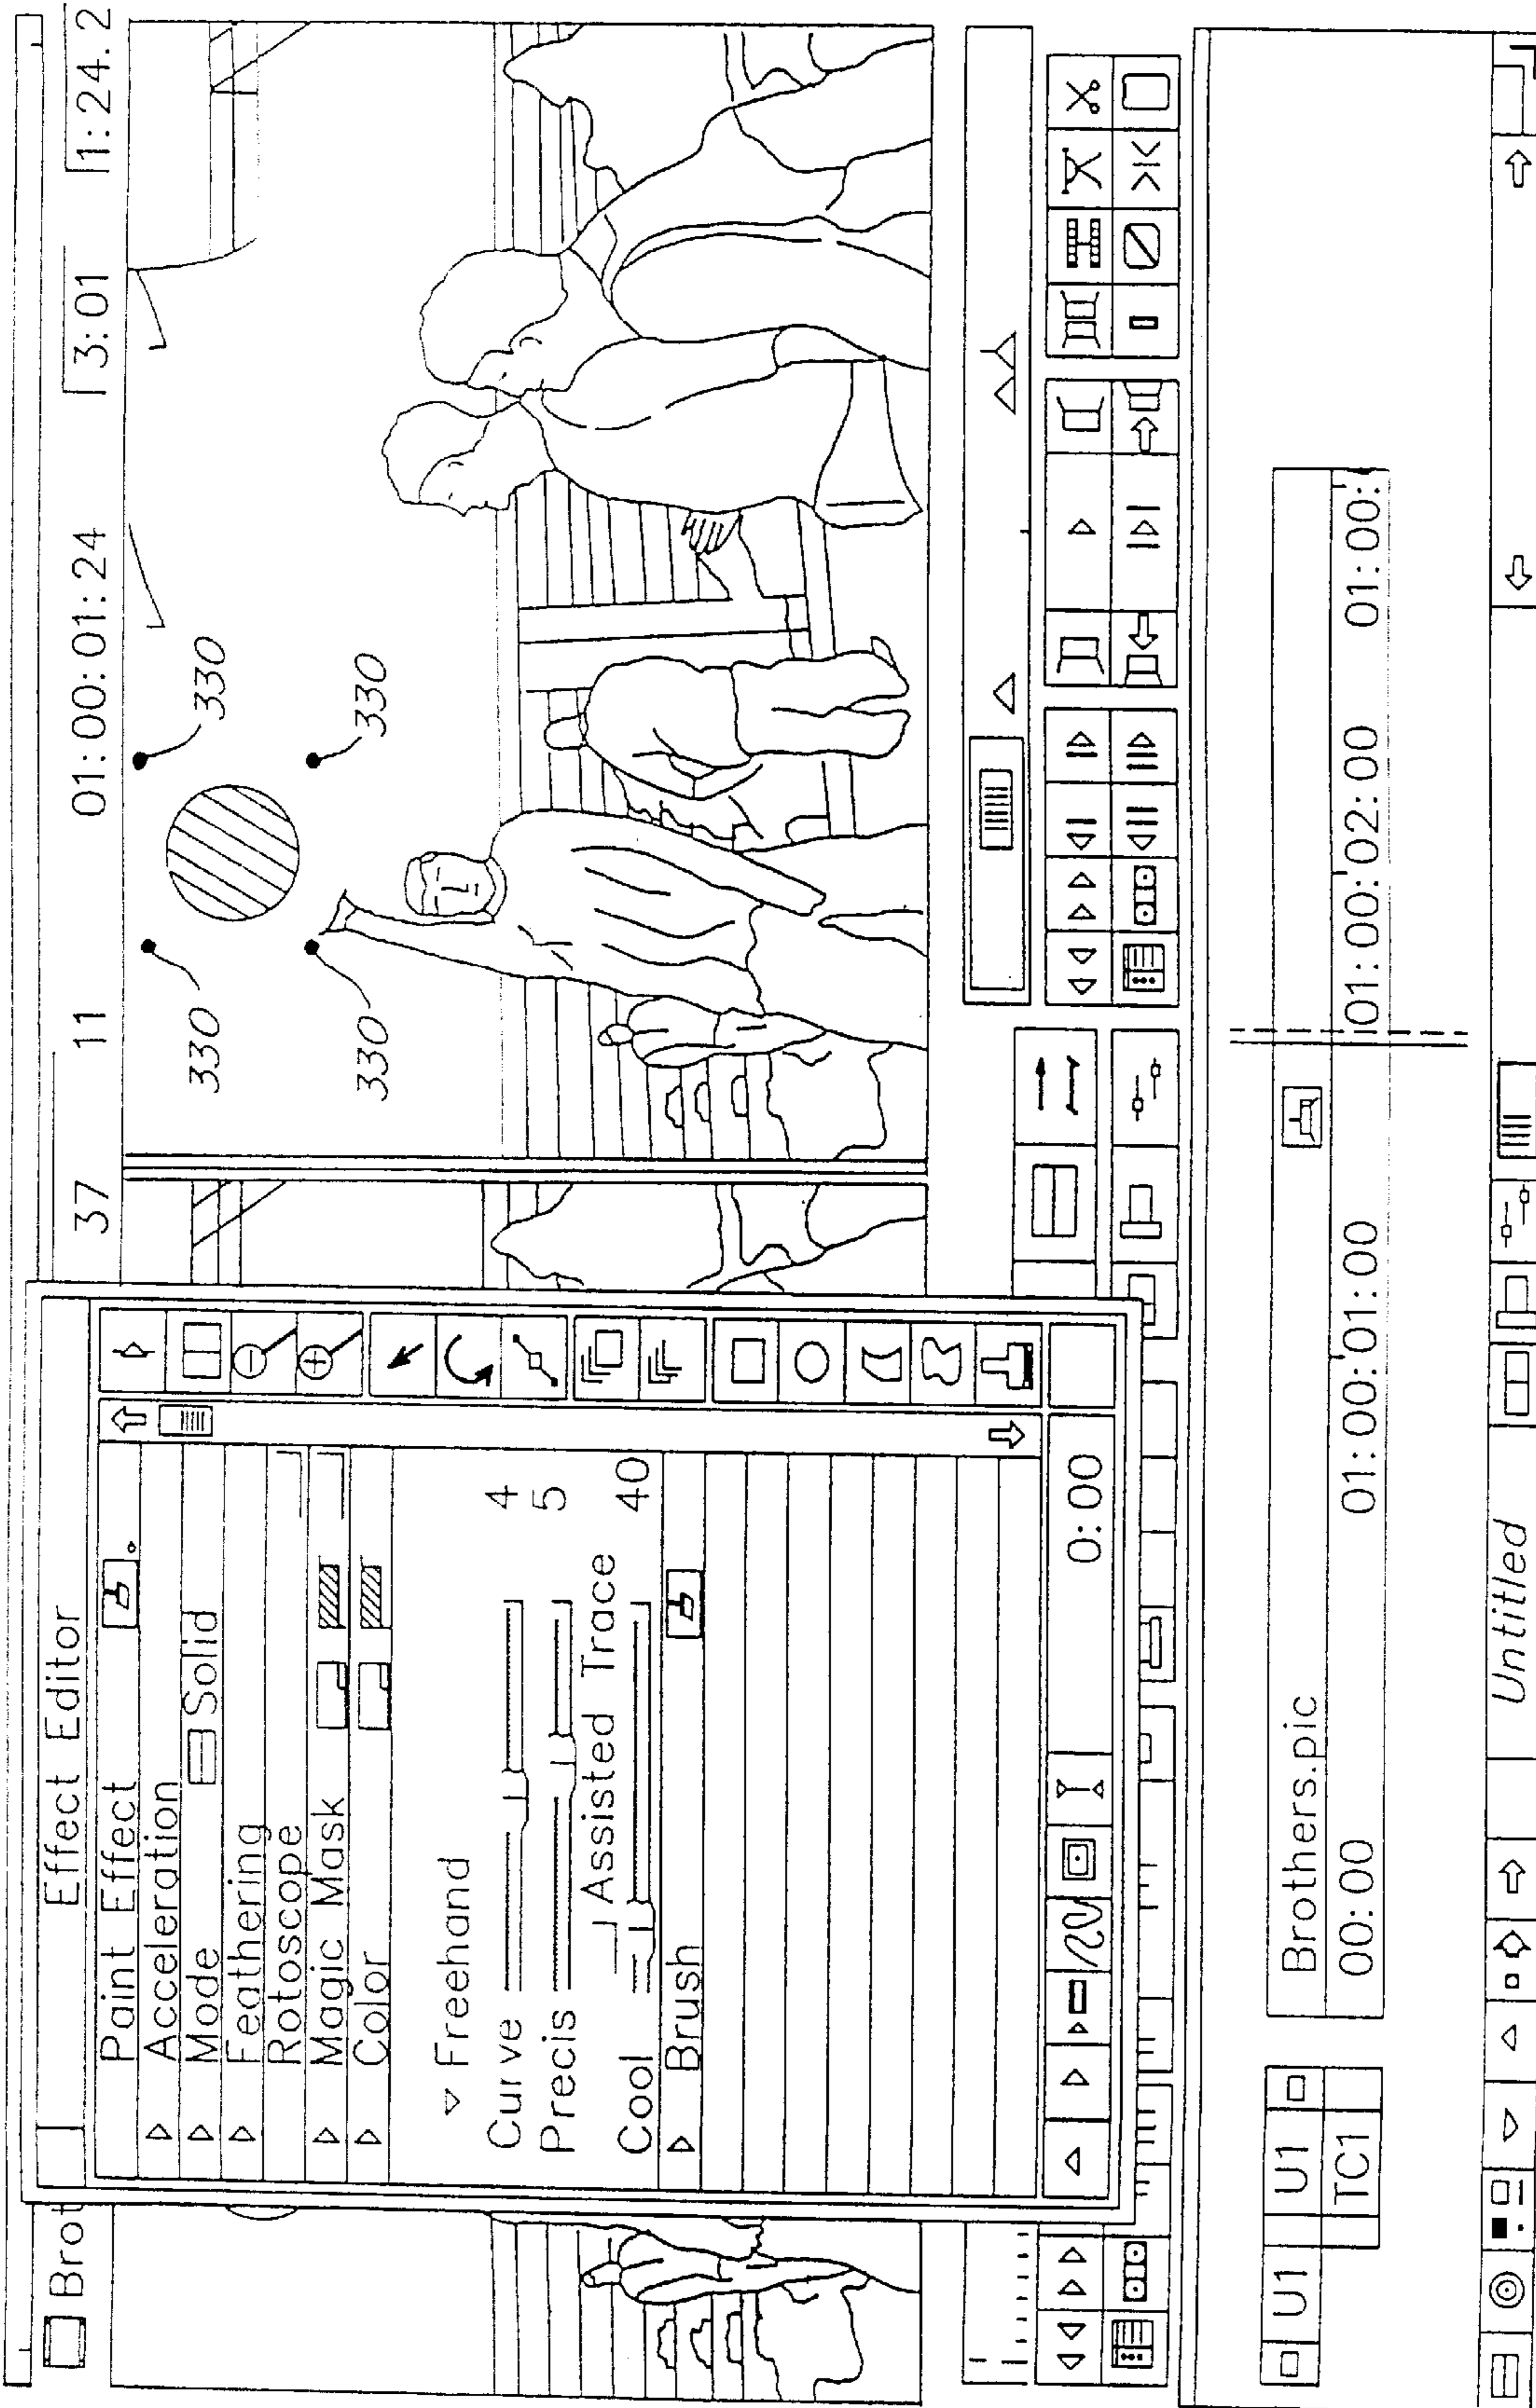 Brot
37
11
01:00:01:24
3:01
1:24.2
Effect Editor
Paint Effect
Acceleration
Mode
Solid
Feathering
Rotoscope
Magic Mask
Color
Freehand
Curve
4
Precis
5
Assisted Trace
Cool
40
Brush
0:00
330
330
330
330
U1
U1
Brothers.pic
TC1
00:00
01:00:01:00
01:00:02:00
01:00:
Untitled